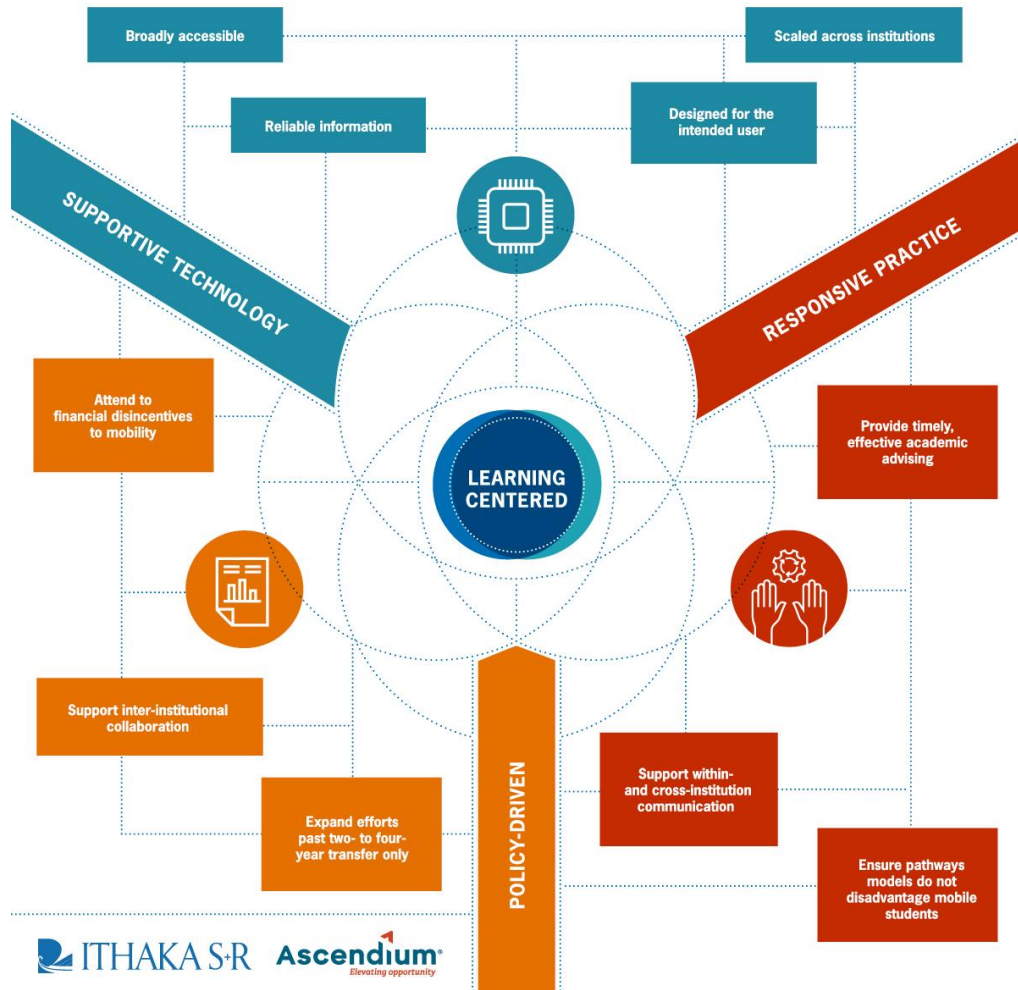 Broadly accessible
Scaled across institutions
Reliable information
Designed for the
intended user
SUPPORTIVE TECHNOLOGY
RESPONSIVE PRACTICE
Attend to
financial disincentives
to mobility
Provide timely,
effective academic
advising
LEARNING
CENTERED
Support inter-institutional
collaboration
Expand efforts
past two- to four-
year transfer only
POLICY-DRIVEN
Support within-
and cross-institution
communication
Ensure pathways
models do not
disadvantage mobile
students
ITHAKA S+R
Ascendium®
Elevating opportunity